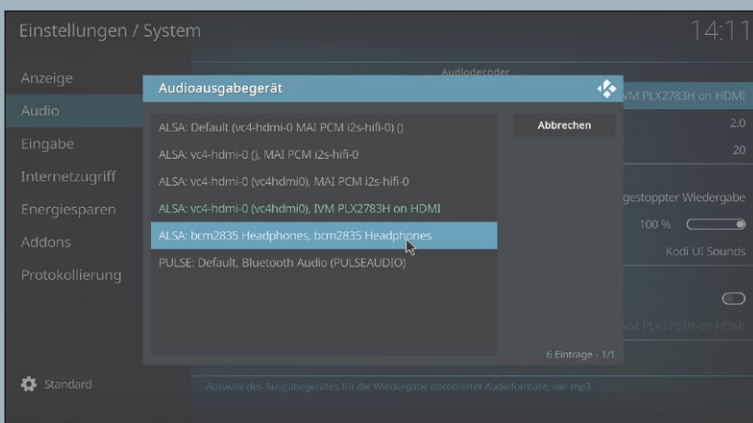 Einstellungen / System
14:11
Anzeige
Audio
Eingabe
Internetzugriff
Energiesparen
Addons
Protokollierung
Standard
Audiodecoder
Audioausgabegerät
ALSA: Default (vc4-hdmi-0 MAI PCM i2s-hifi-0) ()
ALSA: vc4-hdmi-0 (), MAI PCM i2s-hifi-0
ALSA: vc4-hdmi-0 (vc4hdmi0), MAI PCM i2s-hifi-0
ALSA: vc4-hdmi-0 (vc4hdmi0), IVM PLX2783H on HDMI
ALSA: bcm2835 Headphones, bcm2835 Headphones
PULSE: Default, Bluetooth Audio (PULSEAUDIO)
Abbrechen
6 Einträge - 1/1
PLX2783H on HDMI
2.0
20
gestoppter Wiedergabe
100 %
Kodi UI Sounds
PLX2783H on HDMI
Auswahl des Ausgabegerätes für die Wiedergabe decodierter Audioformate, wie mp3.